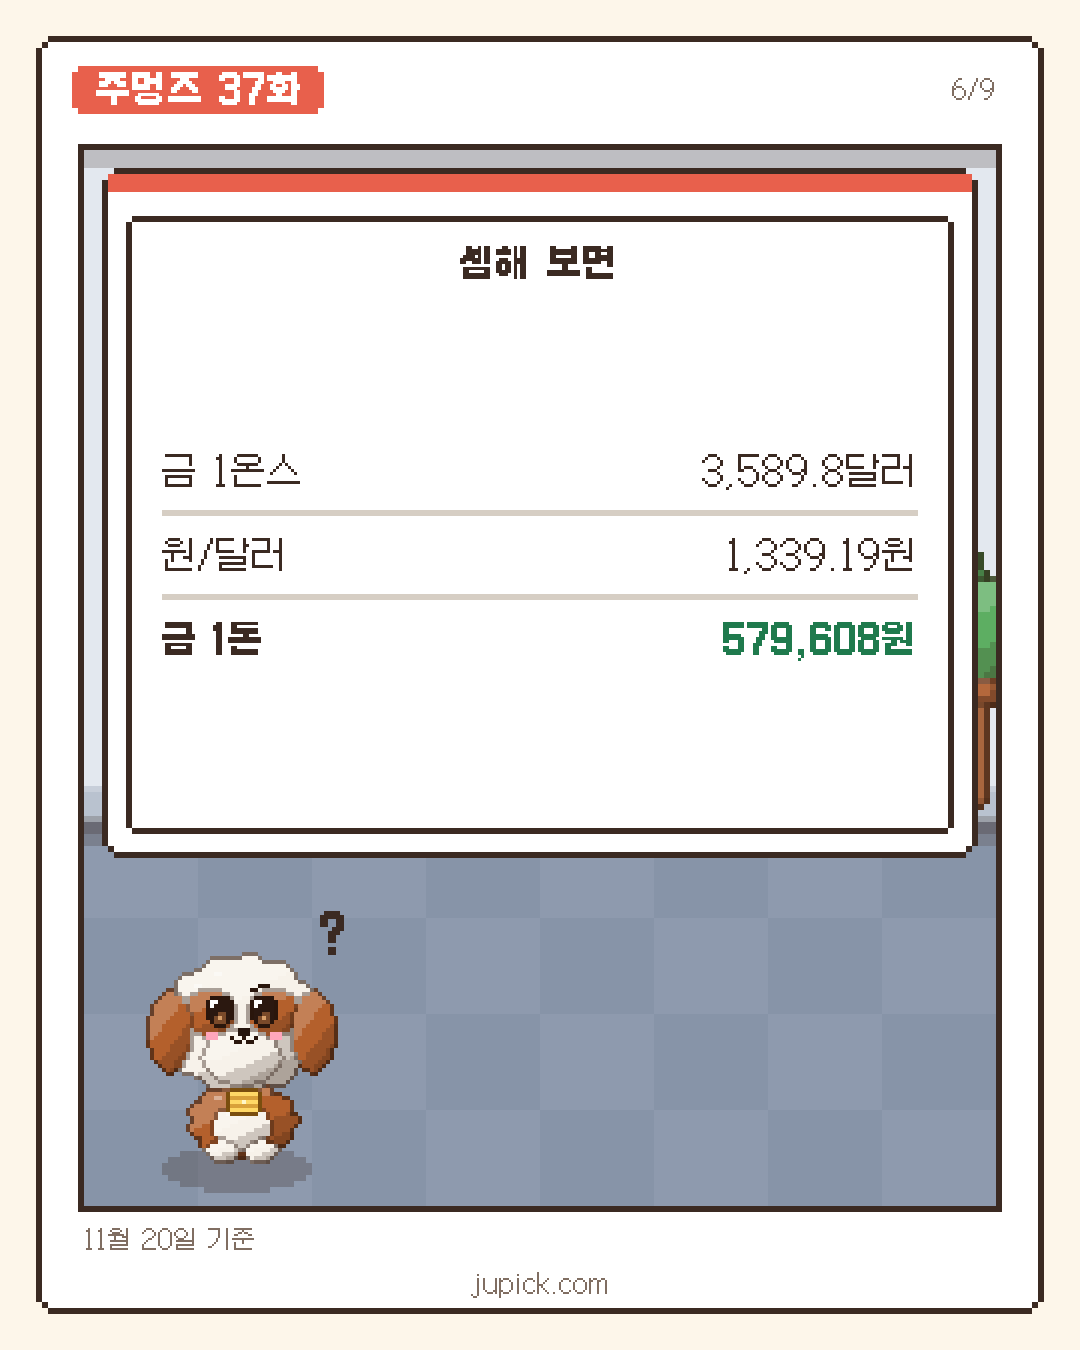 주멍즈 37화
6/9
셈해 보면
금 1온스 3,589.8달러
원/달러 1,339.19원
금 1돈 579,608원
?
11월 20일 기준
jupick.com